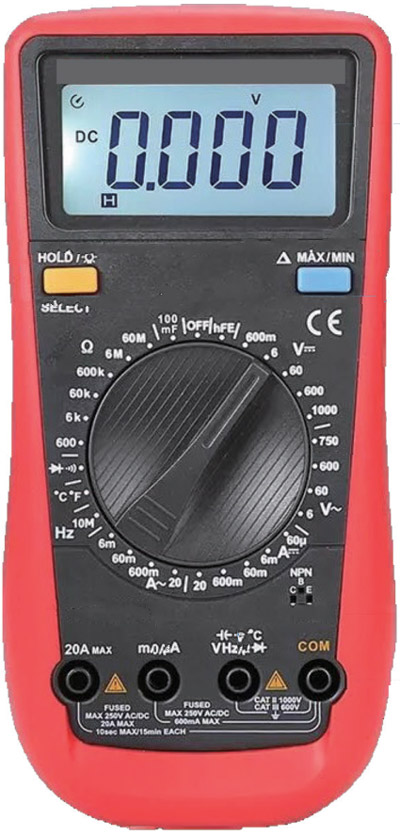 V
DC 0.000
H
HOLD / Δ MAX/MIN
SELECT
CE
100 mF OFF hFE 600m
60M 6
Ω 6M 60 V⎓
600k 600
60k 1000
6k 750
600 600
°C °F 60
Hz 10M 6 V~
6m 60μ
60m A⎓
600m 60m
A~ 20 20 600m
NPN
B
C E
20A MAX mA/μA VHz °C COM
FUSED
MAX 250V AC/DC
20A MAX
FUSED
MAX 250V AC/DC
600mA MAX
CAT II 1000V
CAT III 600V
10sec MAX/15min EACH